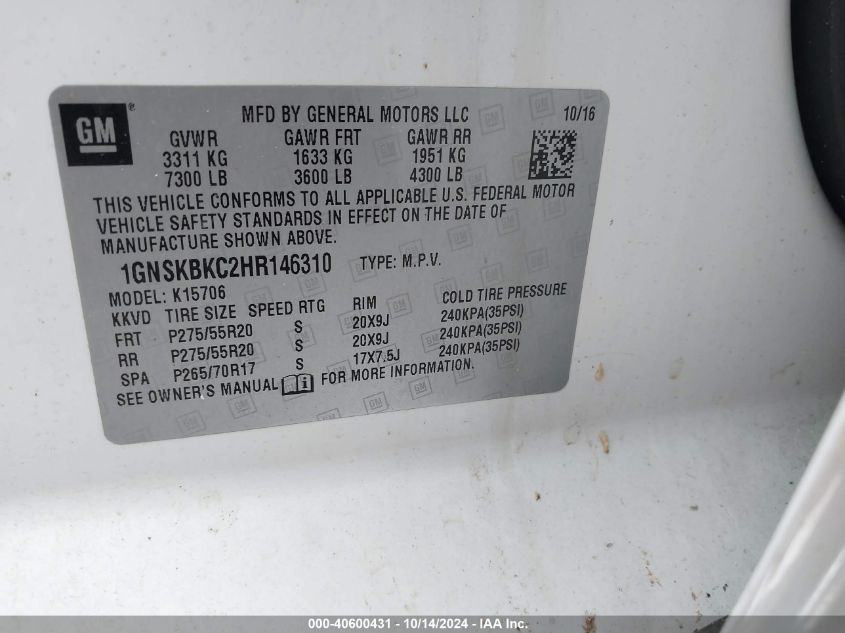 GM®
MFD BY GENERAL MOTORS LLC 10/16
GVWR GAWR FRT GAWR RR
3311 KG 1633 KG 1951 KG
7300 LB 3600 LB 4300 LB
THIS VEHICLE CONFORMS TO ALL APPLICABLE U.S. FEDERAL MOTOR
VEHICLE SAFETY STANDARDS IN EFFECT ON THE DATE OF
MANUFACTURE SHOWN ABOVE.
1GNSKBKC2HR146310 TYPE: M.P.V.
MODEL: K15706
KKVD TIRE SIZE SPEED RTG RIM COLD TIRE PRESSURE
FRT P275/55R20 S 20X9J 240KPA(35PSI)
RR P275/55R20 S 20X9J 240KPA(35PSI)
SPA P265/70R17 S 17X7.5J 240KPA(35PSI)
SEE OWNER'S MANUAL FOR MORE INFORMATION.
000-40600431 - 10/14/2024 - IAA Inc.